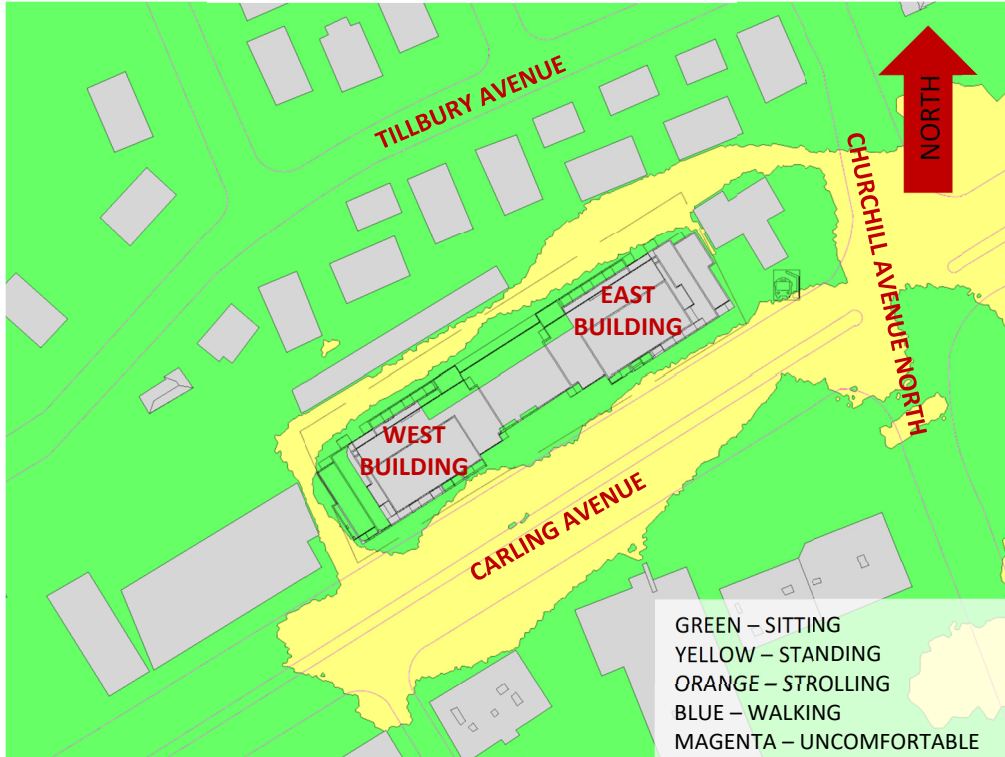 NORTH
TILLBURY AVENUE
CHURCHILL AVENUE NORTH
EAST
BUILDING
WEST
BUILDING
CARLING AVENUE
GREEN – SITTING
YELLOW – STANDING
ORANGE – STROLLING
BLUE – WALKING
MAGENTA – UNCOMFORTABLE